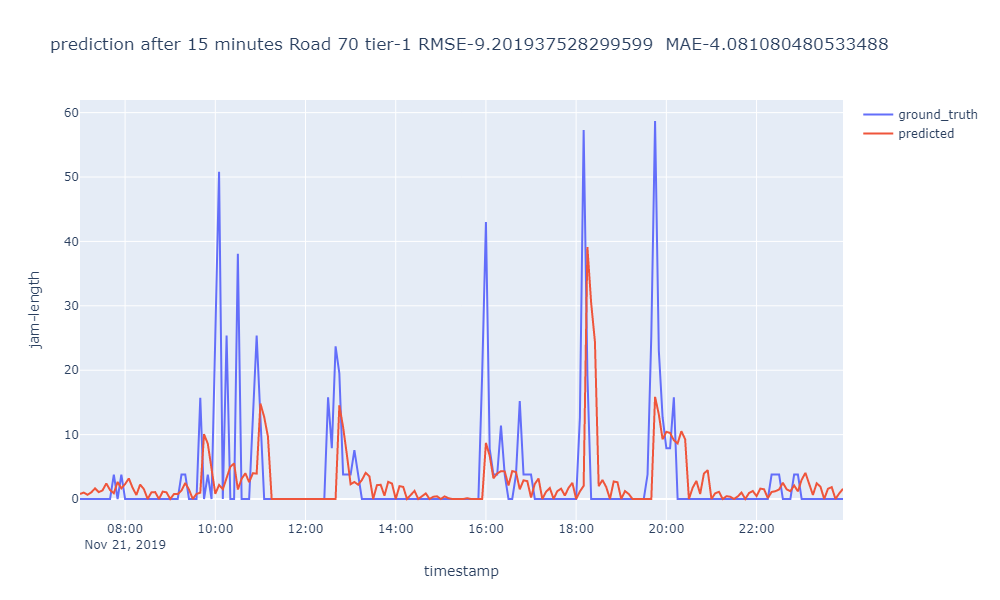 prediction after 15 minutes Road 70 tier-1 RMSE-9.201937528299599  MAE-4.081080480533488
ground_truth
predicted
60
50
40
30
20
10
0
jam-length
08:00 10:00 12:00 14:00 16:00 18:00 20:00 22:00
Nov 21, 2019
timestamp